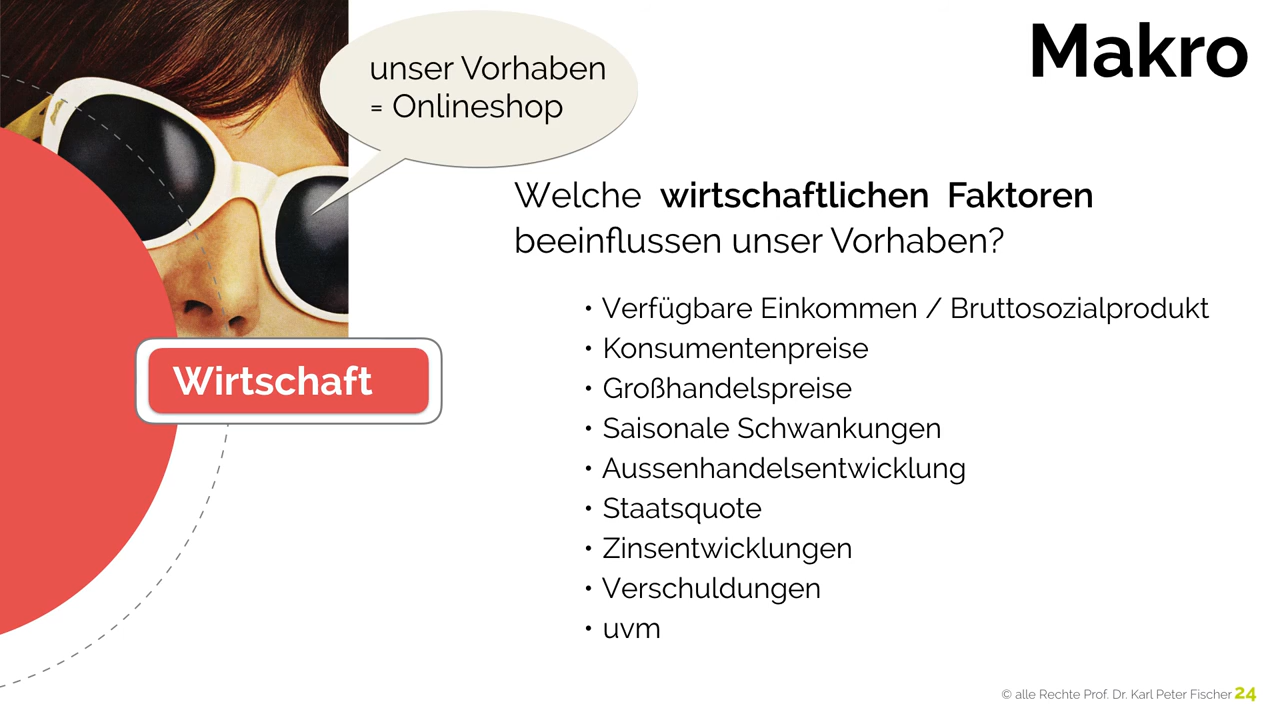 Makro
unser Vorhaben
= Onlineshop
Welche wirtschaftlichen Faktoren
beeinflussen unser Vorhaben?
• Verfügbare Einkommen / Bruttosozialprodukt
• Konsumentenpreise
• Großhandelspreise
• Saisonale Schwankungen
• Aussenhandelsentwicklung
• Staatsquote
• Zinsentwicklungen
• Verschuldungen
• uvm
Wirtschaft
© alle Rechte Prof. Dr. Karl Peter Fischer 24